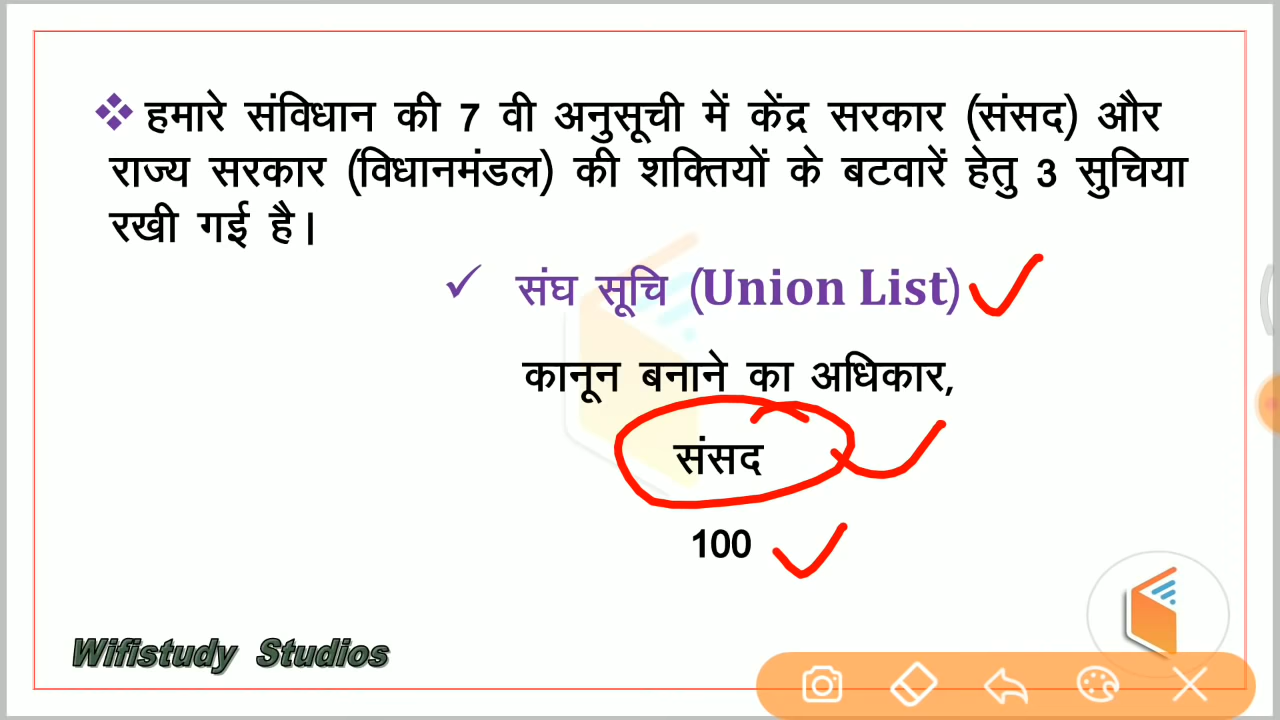 हमारे संविधान की 7 वी अनुसूची में केंद्र सरकार (संसद) और
राज्य सरकार (विधानमंडल) की शक्तियों के बटवारें हेतु 3 सुचिया
रखी गई है।
संघ सूचि (Union List)
कानून बनाने का अधिकार,
संसद
100
Wifistudy Studios